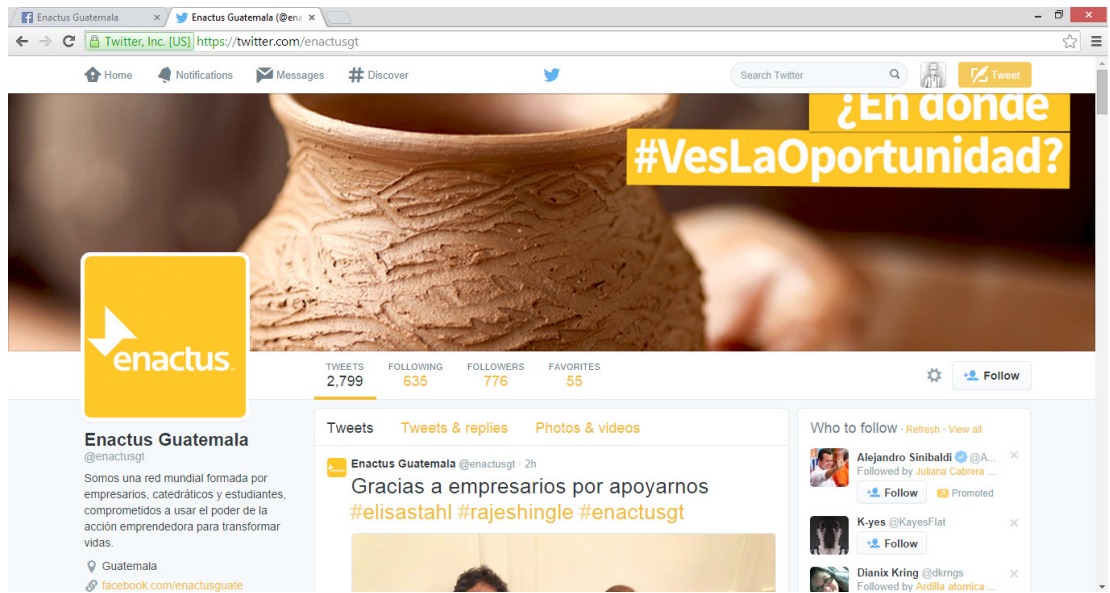 Enactus Guatemala
Enactus Guatemala (@ena
Twitter, Inc. [US] https://twitter.com/enactusgt
Home Notifications Messages # Discover
Search Twitter
Tweet
¿En donde
#VesLaOportunidad?
enactus
TWEETS FOLLOWING FOLLOWERS FAVORITES
2,799 635 776 55
Follow
Enactus Guatemala
@enactusgt
Somos una red mundial formada por
empresarios, catedráticos y estudiantes,
comprometidos a usar el poder de la
acción emprendedora para transformar
vidas.
Guatemala
facebook.com/enactusguate
Tweets Tweets & replies Photos & videos
enactus
Enactus Guatemala @enactusgt · 2h
Gracias a empresarios por apoyarnos
#elisastahl #rajeshingle #enactusgt
Who to follow · Refresh · View all
Alejandro Sinibaldi @A...
Followed by Juliana Cabrera ...
Follow Promoted
K-yes @KayesFlat
Follow
Dianix Kring @dkrngs
Followed by Ardilla atomica ...